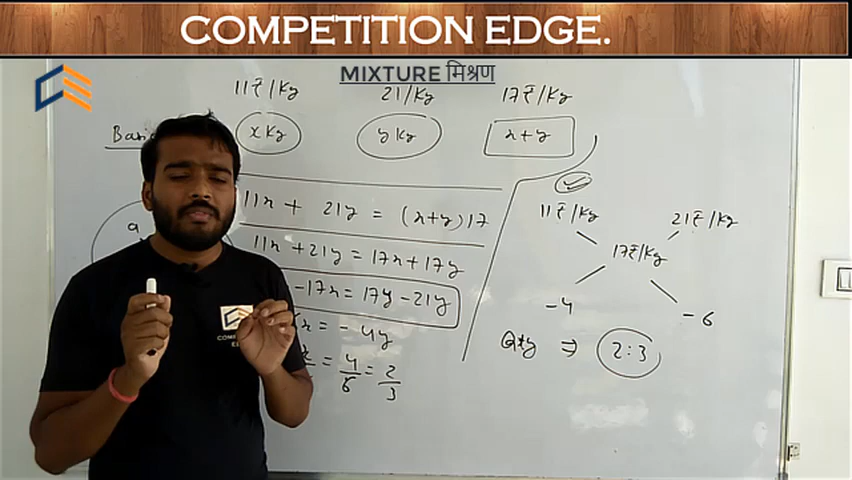 COMPETITION EDGE.
MIXTURE मिश्रण
11₹/Kg 21/Kg 17₹/Kg
x Kg y Kg x+y
11x + 21y = (x+y)17
11x + 21y = 17x + 17y
-17x = 17y - 21y
x = - 4y
= 4/6 = 2/3
11₹/Kg 21₹/Kg
17₹/Kg
-4 -6
Qty ⇒ 2:3